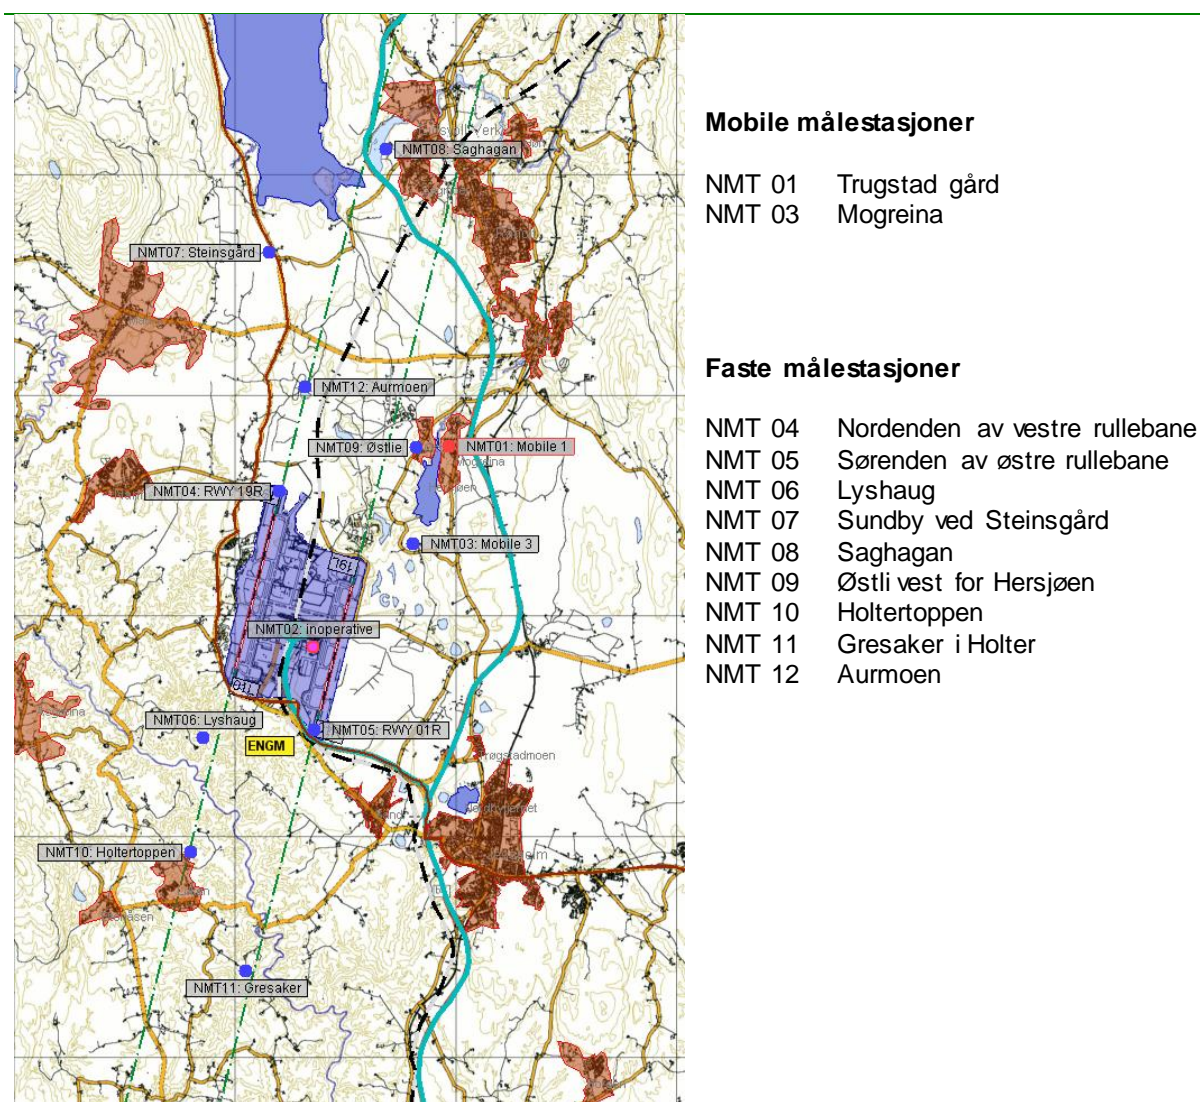 NMT08: Saghagan
NMT07: Steinsgård
NMT12: Aurmoen
NMT09: Østlie
NMT01: Mobile 1
Mogreina
NMT04: RWY 19R
NMT03: Mobile 3
19L
NMT02: inoperative
01L
NMT06: Lyshaug
NMT05: RWY 01R
ENGM
Trøgstadmoen
NMT10: Holtertoppen
NMT11: Gresaker
Mobile målestasjoner
NMT 01 Trugstad gård
NMT 03 Mogreina
Faste målestasjoner
NMT 04 Nordenden av vestre rullebane
NMT 05 Sørenden av østre rullebane
NMT 06 Lyshaug
NMT 07 Sundby ved Steinsgård
NMT 08 Saghagan
NMT 09 Østli vest for Hersjøen
NMT 10 Holtertoppen
NMT 11 Gresaker i Holter
NMT 12 Aurmoen